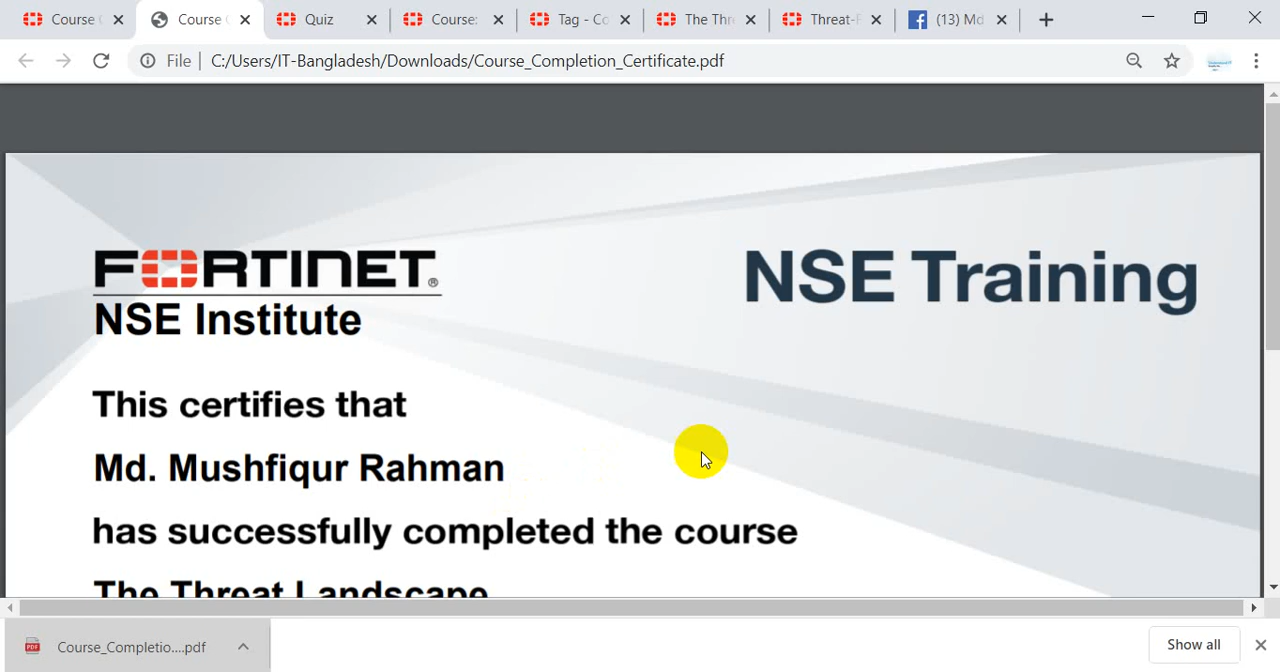 Course C
Course C
Quiz
Course:
Tag - Co
The Thr
Threat-F
(13) Md
File
C:/Users/IT-Bangladesh/Downloads/Course_Completion_Certificate.pdf
FORTINET®
NSE Institute
NSE Training
This certifies that
Md. Mushfiqur Rahman
has successfully completed the course
The Threat Landscape
PDF
Course_Completio....pdf
Show all